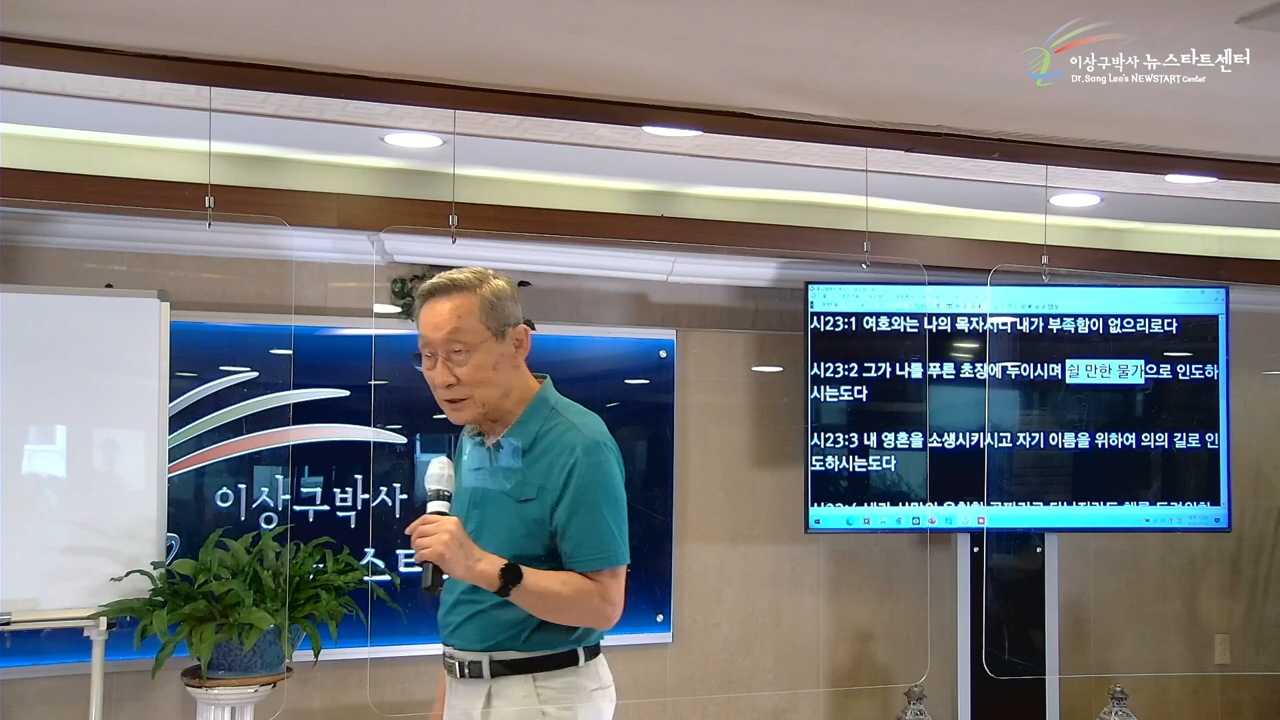 이상구박사 뉴스타트센터
Dr.Sang Lee's NEWSTART Center
시23:1 여호와는 나의 목자시니 내가 부족함이 없으리로다
시23:2 그가 나를 푸른 초장에 두이시며 쉴 만한 물가으로 인도하
시는도다
시23:3 내 영혼을 소생시키시고 자기 이름을 위하여 의의 길로 인
도하시는도다
이상구박사
스타